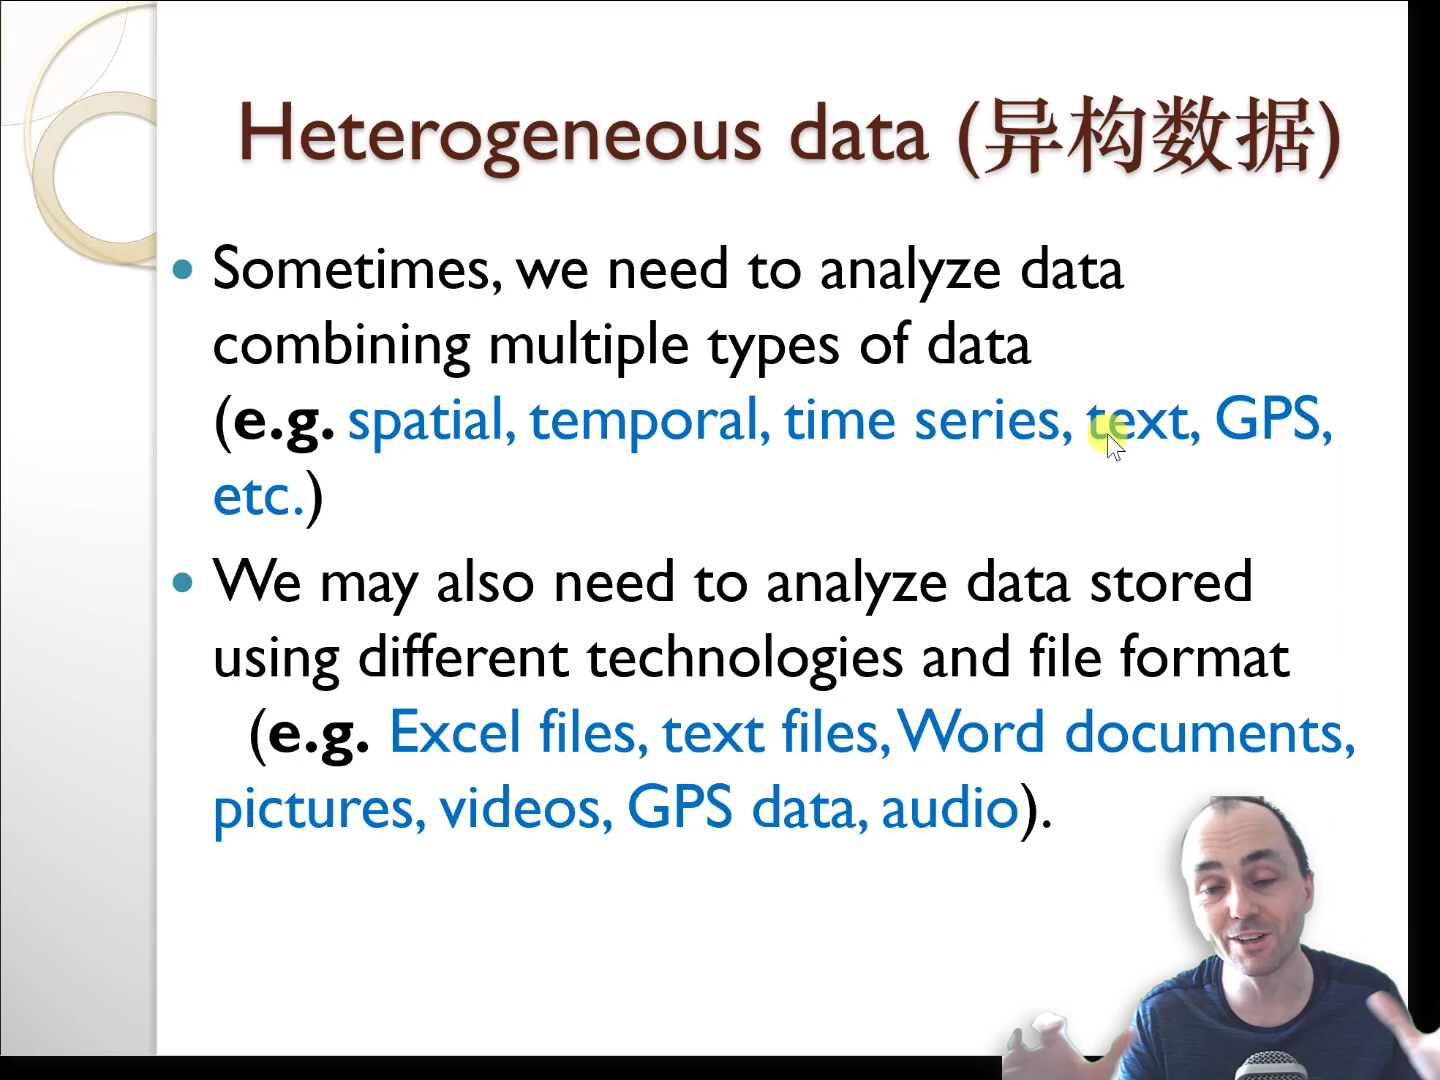 Heterogeneous data (异构数据)
• Sometimes, we need to analyze data
combining multiple types of data
(e.g. spatial, temporal, time series, text, GPS,
etc.)
• We may also need to analyze data stored
using different technologies and file format
(e.g. Excel files, text files, Word documents,
pictures, videos, GPS data, audio).